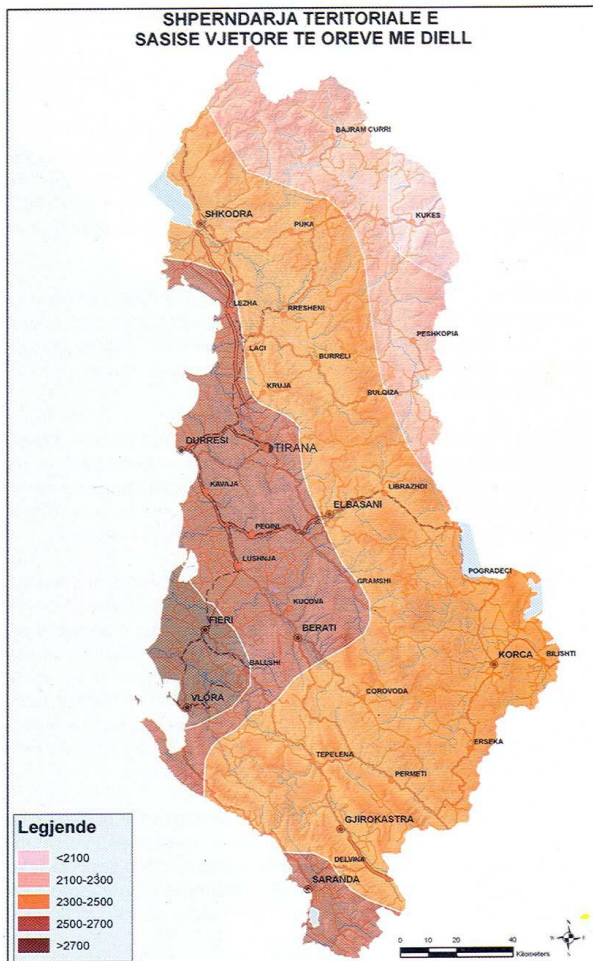 SHPERNDARJA TERITORIALE E
SASISE VJETORE TE OREVE ME DIELL
BAJRAM CURRI
KUKES
SHKODRA
PUKA
LEZHA
RRESHENI
PESHKOPIA
LACI
BURRELI
KRUJA
BULQIZA
DURRESI
TIRANA
KAVAJA
LIBRAZHDI
ELBASANI
PEQINI
LUSHNJA
POGRADECI
GRAMSHI
KUCOVA
FIERI
BERATI
BILISHTI
BALLSHI
KORCA
COROVODA
VLORA
ERSEKA
TEPELENA
PERMETI
GJIROKASTRA
DELVINA
SARANDA
Legjende
<2100
2100-2300
2300-2500
2500-2700
>2700
0 10 20 40
Kilometers